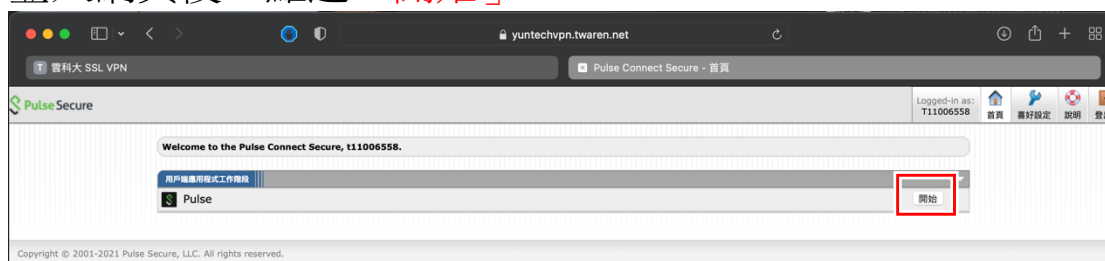 「開始」
yuntechvpn.twaren.net
T 雲科大 SSL VPN
Pulse Connect Secure - 首頁
Pulse Secure
Logged-in as:
T11006558
首頁
喜好設定
說明
Welcome to the Pulse Connect Secure, t11006558.
用戶端應用程式工作階段
Pulse
開始
Copyright © 2001-2021 Pulse Secure, LLC. All rights reserved.